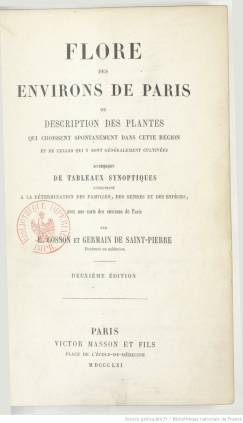 FLORE
DES
ENVIRONS DE PARIS
OU
DESCRIPTION DES PLANTES
QUI CROISSENT SPONTANÉMENT DANS CETTE RÉGION
ET DE CELLES QUI Y SONT GÉNÉRALEMENT CULTIVÉES
DE TABLEAUX SYNOPTIQUES
A LA DÉTERMINATION DES FAMILLES, DES GENRES ET DES ESPÈCES,
avec une carte des environs de Paris
PAR
E. COSSON ET GERMAIN DE SAINT-PIERRE
Docteurs en médecine
DEUXIÈME ÉDITION
PARIS
VICTOR MASSON ET FILS
PLACE DE L'ÉCOLE-DE-MÉDECINE
MDCCCLXI
Source gallica.bnf.fr / Bibliothèque nationale de France